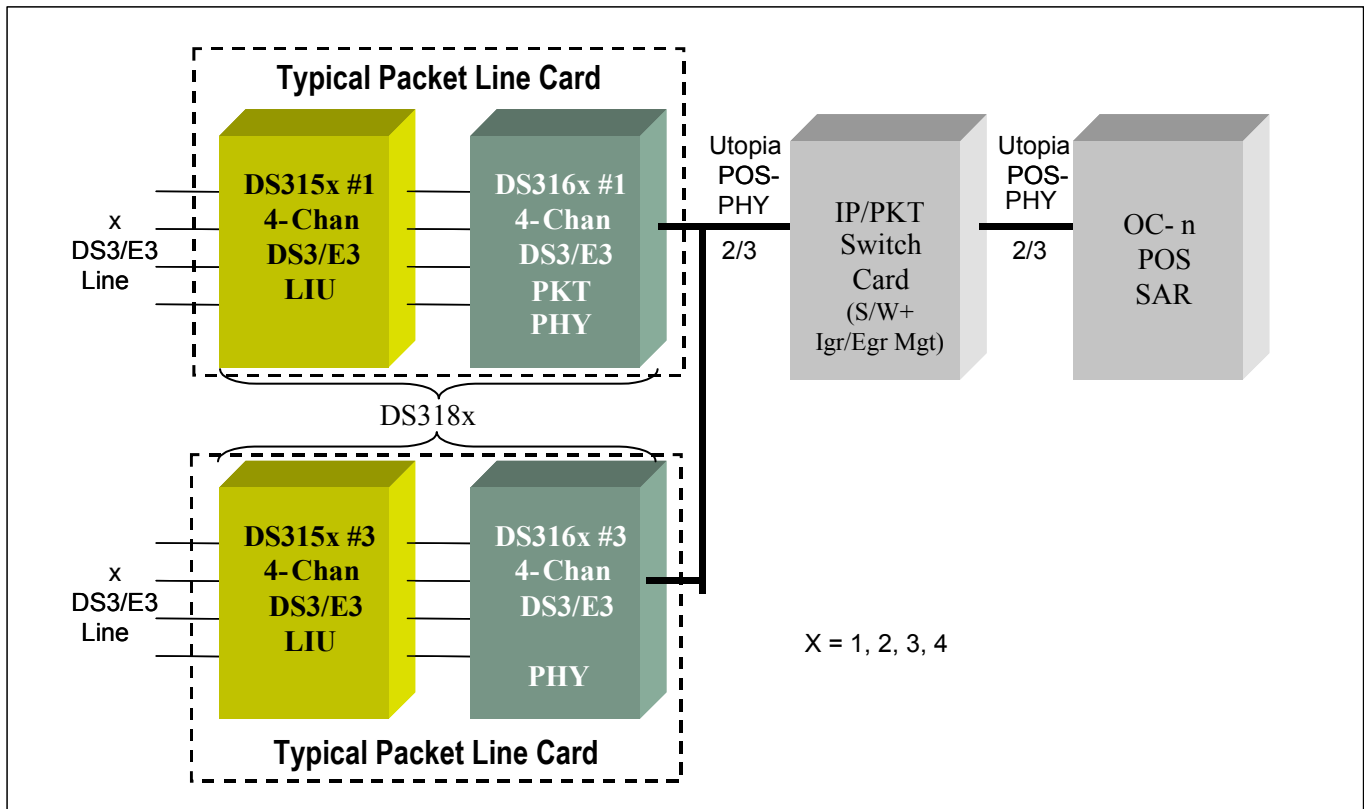 Typical Packet Line Card
x
DS3/E3
Line
DS315x #1
4-Chan
DS3/E3
LIU
DS316x #1
4-Chan
DS3/E3
PKT
PHY
Utopia
POS-
PHY
2/3
IP/PKT
Switch
Card
(S/W+
Igr/Egr Mgt)
Utopia
POS-
PHY
2/3
OC- n
POS
SAR
DS318x
x
DS3/E3
Line
DS315x #3
4-Chan
DS3/E3
LIU
DS316x #3
4-Chan
DS3/E3
PHY
X = 1, 2, 3, 4
Typical Packet Line Card